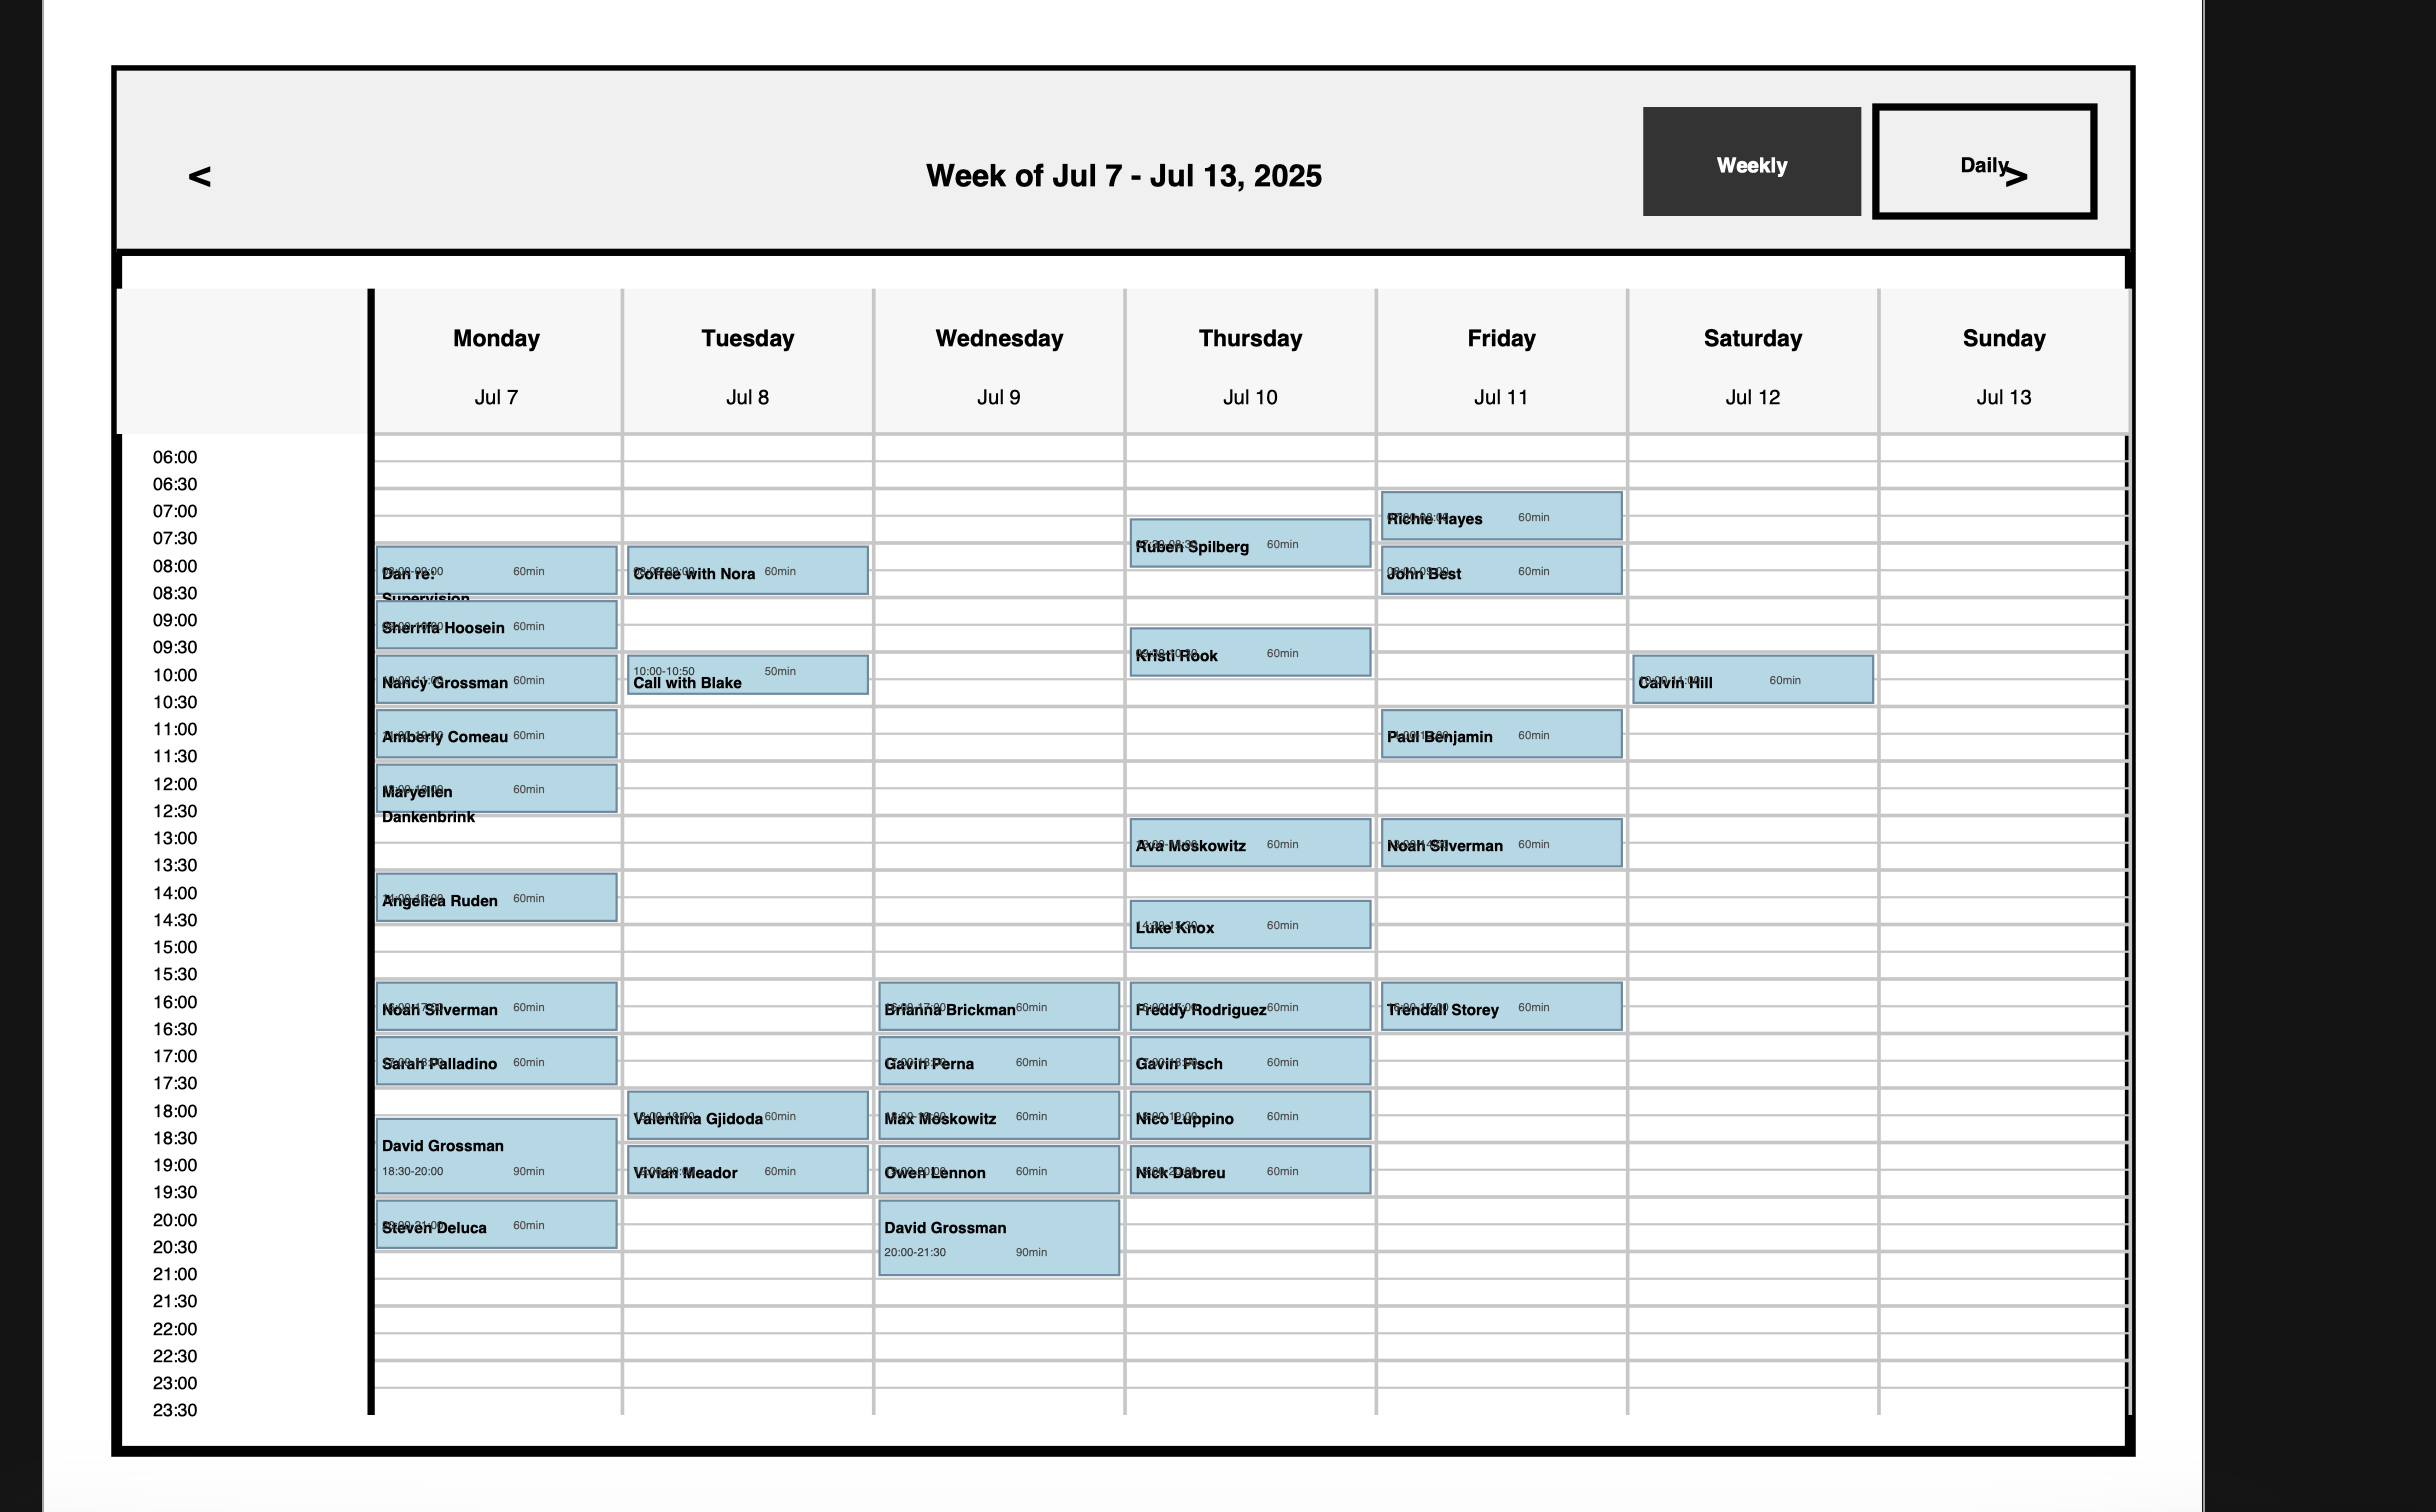 <
Week of Jul 7 - Jul 13, 2025
Weekly
Daily
>
Monday
Jul 7
Tuesday
Jul 8
Wednesday
Jul 9
Thursday
Jul 10
Friday
Jul 11
Saturday
Jul 12
Sunday
Jul 13
06:00
06:30
07:00
07:30
08:00
08:30
09:00
09:30
10:00
10:30
11:00
11:30
12:00
12:30
13:00
13:30
14:00
14:30
15:00
15:30
16:00
16:30
17:00
17:30
18:00
18:30
19:00
19:30
20:00
20:30
21:00
21:30
22:00
22:30
23:00
23:30
08:00-09:00 60min
Dan re:
Supervision
Sherrifa Hoosein 60min
Nancy Grossman 60min
Amberly Comeau 60min
Maryellen 60min
Dankenbrink
Angelica Ruden 60min
Noah Silverman 60min
Sarah Palladino 60min
David Grossman
18:30-20:00 90min
Steven Deluca 60min
Coffee with Nora 60min
10:00-10:50 50min
Call with Blake
Valentina Gjidoda 60min
Vivian Meador 60min
Brianna Brickman 60min
Gavin Perna 60min
Max Moskowitz 60min
Owen Lennon 60min
David Grossman
20:00-21:30 90min
Ruben Spilberg 60min
Kristi Rook 60min
Ava Moskowitz 60min
Luke Knox 60min
Freddy Rodriguez 60min
Gavin Fisch 60min
Nico Luppino 60min
Nick Dabreu 60min
Richie Hayes 60min
John Best 60min
Paul Benjamin 60min
Noah Silverman 60min
Trendall Storey 60min
Calvin Hill 60min